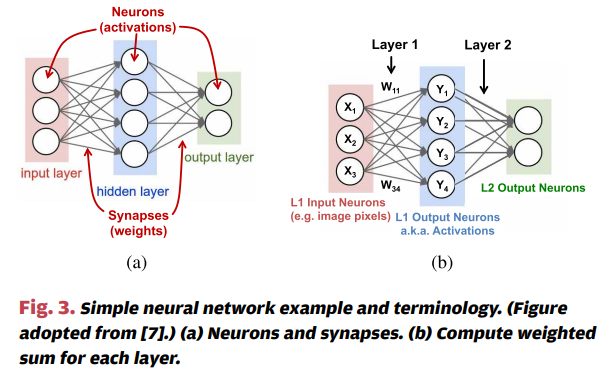 Neurons
(activations)
input layer
hidden layer
output layer
Synapses
(weights)
(a)
Layer 1
Layer 2
W11
X1
X2
X3
W34
Y1
Y2
Y3
Y4
L1 Input Neurons
(e.g. image pixels)
L1 Output Neurons
a.k.a. Activations
L2 Output Neurons
(b)
Fig. 3. Simple neural network example and terminology. (Figure
adopted from [7].) (a) Neurons and synapses. (b) Compute weighted
sum for each layer.